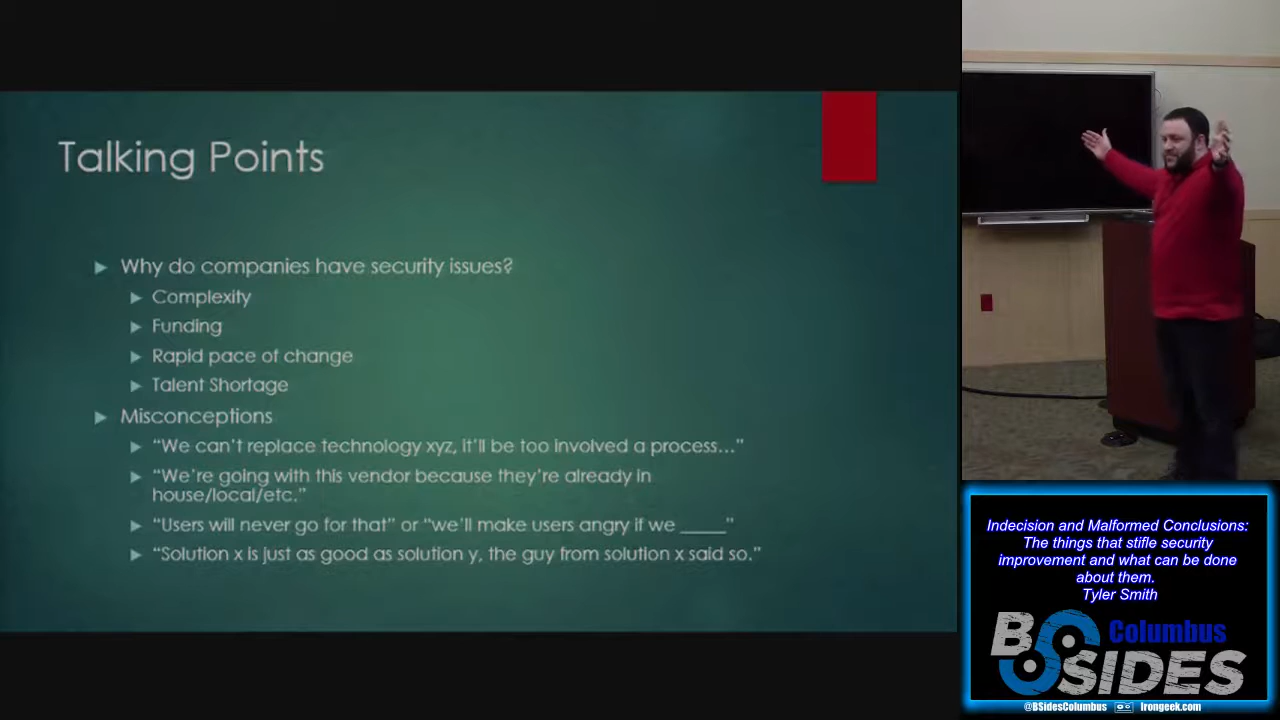 Talking Points
Why do companies have security issues?
Complexity
Funding
Rapid pace of change
Talent Shortage
Misconceptions
“We can’t replace technology xyz, it’ll be too involved a process…”
“We’re going with this vendor because they’re already in
house/local/etc.”
“Users will never go for that” or “we’ll make users angry if we _____”
“Solution x is just as good as solution y, the guy from solution x said so.”
Indecision and Malformed Conclusions:
The things that stifle security
improvement and what can be done
about them.
Tyler Smith
BSIDES
Columbus
@BSidesColumbus Irongeek.com